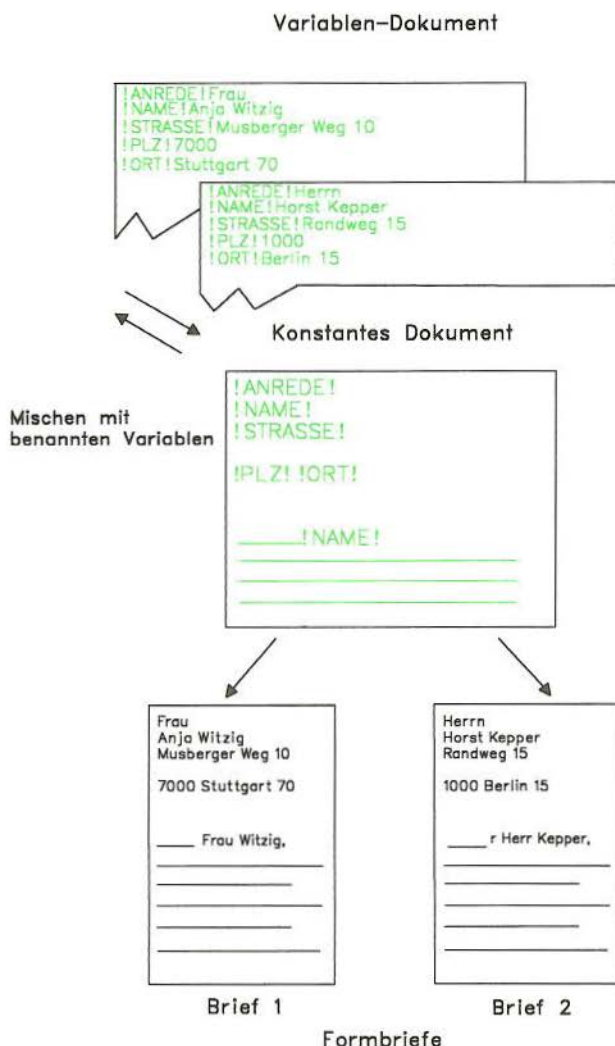 Variablen-Dokument
!ANREDE!Frau
!NAME!Anja Witzig
!STRASSE!Musberger Weg 10
!PLZ!7000
!ORT!Stuttgart 70
!ANREDE!Herrn
!NAME!Horst Kepper
!STRASSE!Randweg 15
!PLZ!1000
!ORT!Berlin 15
Konstantes Dokument
Mischen mit
benannten Variablen
!ANREDE!
!NAME!
!STRASSE!
!PLZ! !ORT!
_____!NAME!
Frau
Anja Witzig
Musberger Weg 10
7000 Stuttgart 70
____ Frau Witzig,
Herrn
Horst Kepper
Randweg 15
1000 Berlin 15
____r Herr Kepper,
Brief 1
Brief 2
Formbriefe